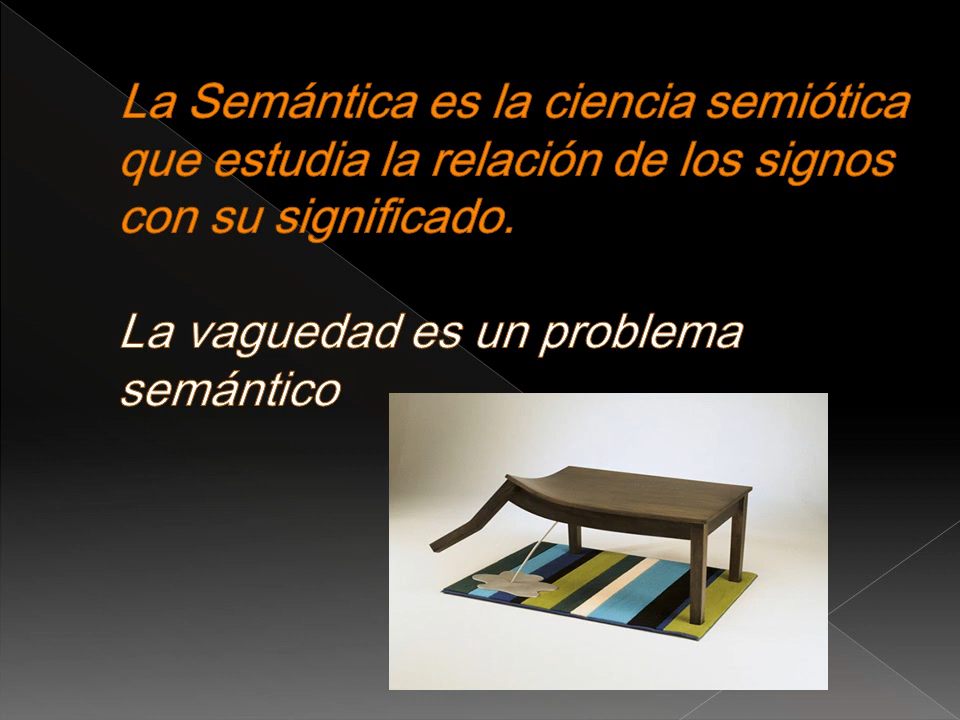 La Semántica es la ciencia semiótica
que estudia la relación de los signos
con su significado.
La vaguedad es un problema
semántico